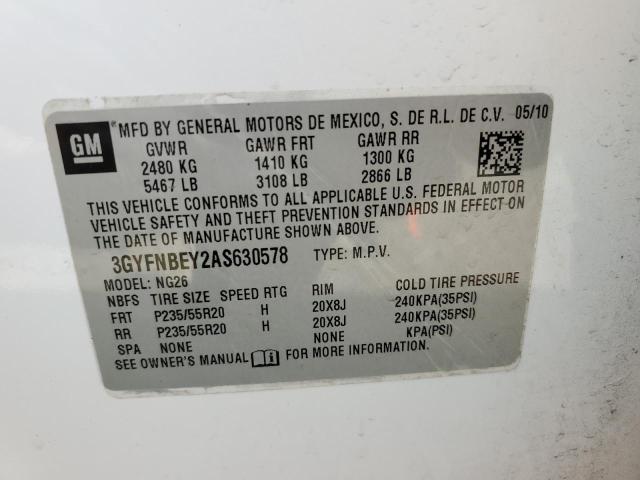 GM
MFD BY GENERAL MOTORS DE MEXICO, S. DE R.L. DE C.V. 05/10
GVWR GAWR FRT GAWR RR
2480 KG 1410 KG 1300 KG
5467 LB 3108 LB 2866 LB
THIS VEHICLE CONFORMS TO ALL APPLICABLE U.S. FEDERAL MOTOR
VEHICLE SAFETY AND THEFT PREVENTION STANDARDS IN EFFECT ON
THE DATE OF MANUFACTURE SHOWN ABOVE.
3GYFNBEY2AS630578 TYPE: M.P.V.
MODEL: NG26
NBFS TIRE SIZE SPEED RTG RIM COLD TIRE PRESSURE
FRT P235/55R20 H 20X8J 240KPA(35PSI)
RR P235/55R20 H 20X8J 240KPA(35PSI)
SPA NONE NONE KPA(PSI)
SEE OWNER'S MANUAL FOR MORE INFORMATION.